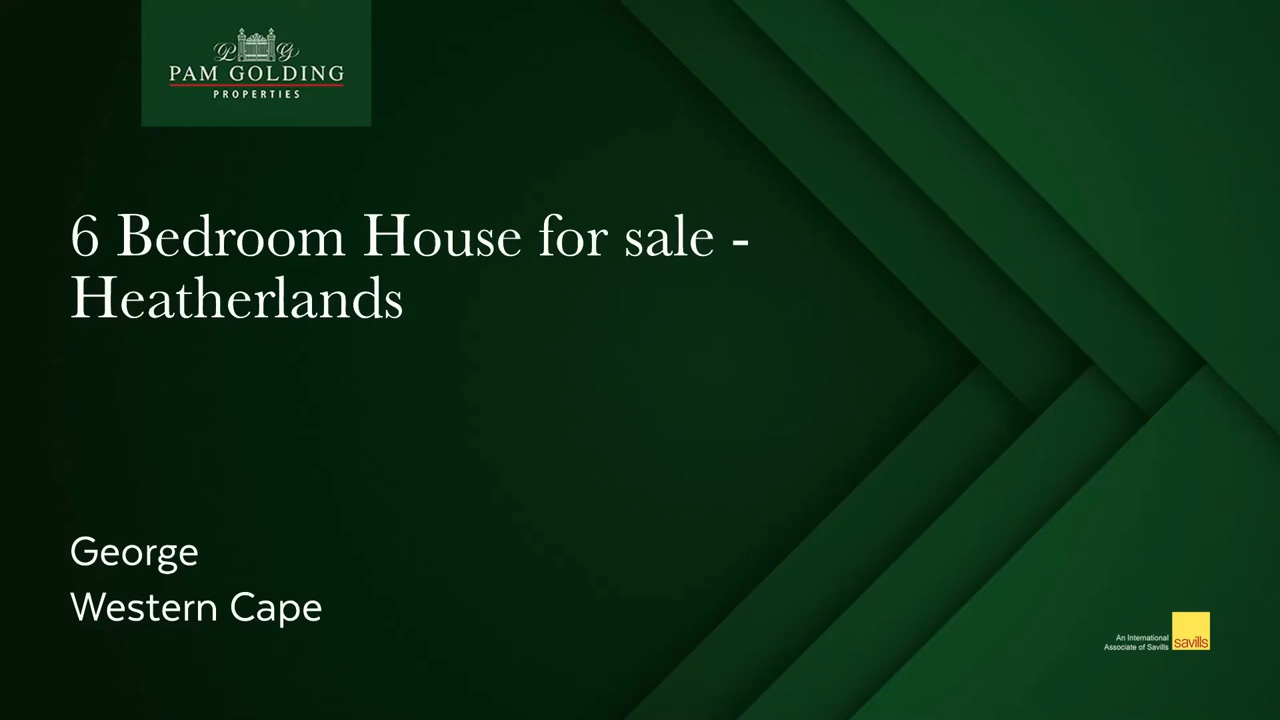 P G
PAM GOLDING
PROPERTIES
6 Bedroom House for sale -
Heatherlands
George
Western Cape
An International
Associate of Savills
savills